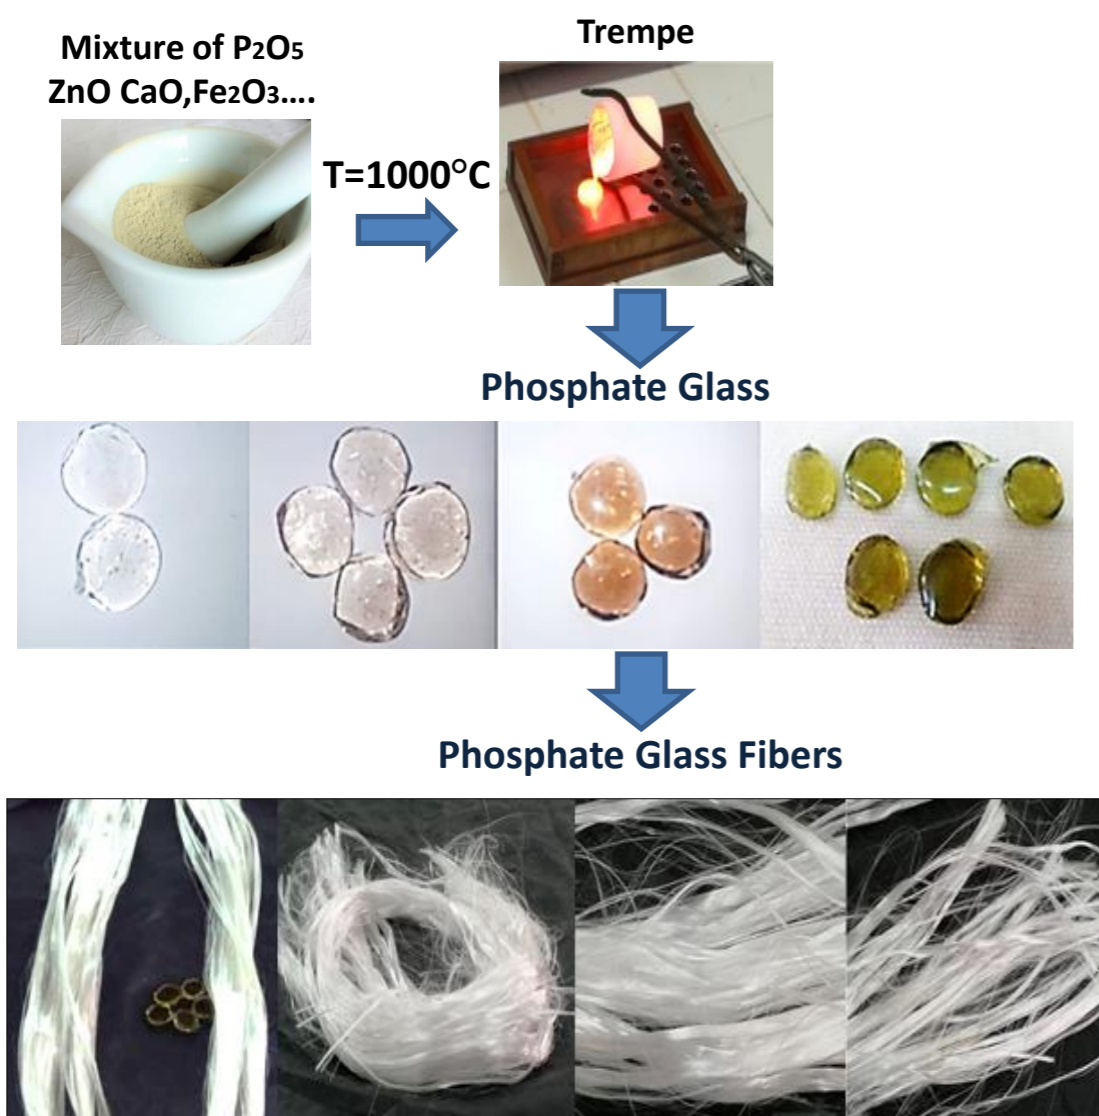 Mixture of P2O5
ZnO CaO,Fe2O3....
T=1000°C
Trempe
Phosphate Glass
Phosphate Glass Fibers